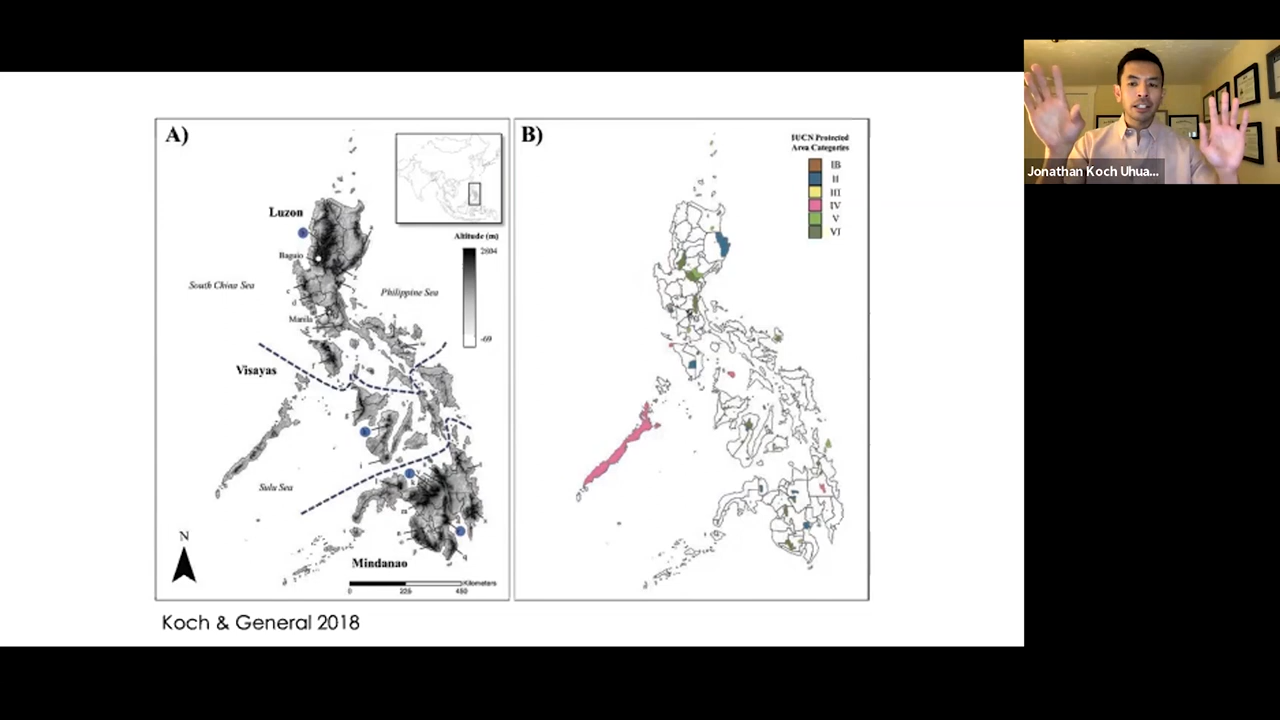 A)
Luzon
Baguio
South China Sea
Philippine Sea
Manila
Altitude (m)
2804
-69
Visayas
Sulu Sea
N
Mindanao
Kilometers
0 225 450
B)
IUCN Protected
Area Categories
IB
II
III
IV
V
VI
Koch & General 2018
Jonathan Koch Uhua...